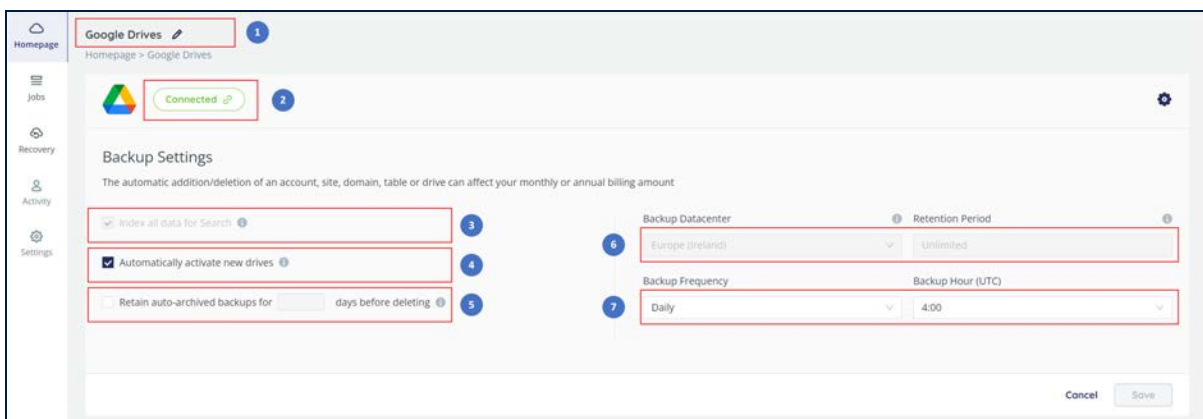 Homepage
Jobs
Recovery
Activity
Settings
Google Drives
1
Homepage > Google Drives
Connected
2
Backup Settings
The automatic addition/deletion of an account, site, domain, table or drive can affect your monthly or annual billing amount
Index all data for Search
3
Automatically activate new drives
4
Retain auto-archived backups for days before deleting
5
Backup Datacenter Retention Period
6
Europe (Ireland) Unlimited
Backup Frequency Backup Hour (UTC)
7
Daily 4:00
Cancel Save